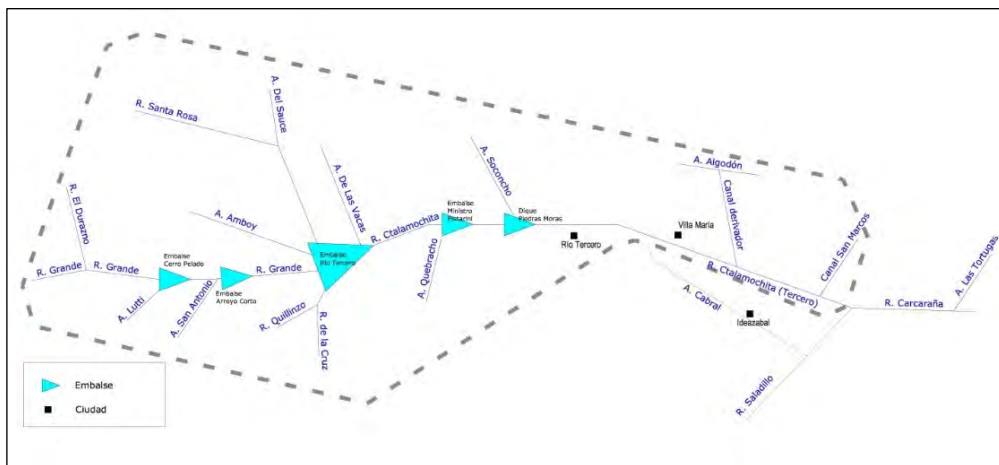 A. Del Sauce
R. Santa Rosa
A. De Las Vacas
A. Soconcho
A. Algodón
Canal derivador
R. El Durazno
A. Amboy
R. Ctalamochita
Embalse
Ministro
Pistarini
Dique
Piedras Moras
Villa Maria
Río Tercero
Canal San Marcos
A. Las Tortugas
R. Grande
R. Grande
Embalse
Cerro Pelado
R. Grande
Embalse
Río Tercero
A. Quebracho
R. Ctalamochita (Tercero)
R. Carcaraña
A. Lutti
A. San Antonio
Embalse
Arroyo Corto
R. Quillinzo
R. de la Cruz
A. Cabral
Ideazabal
R. Saladillo
Embalse
Ciudad